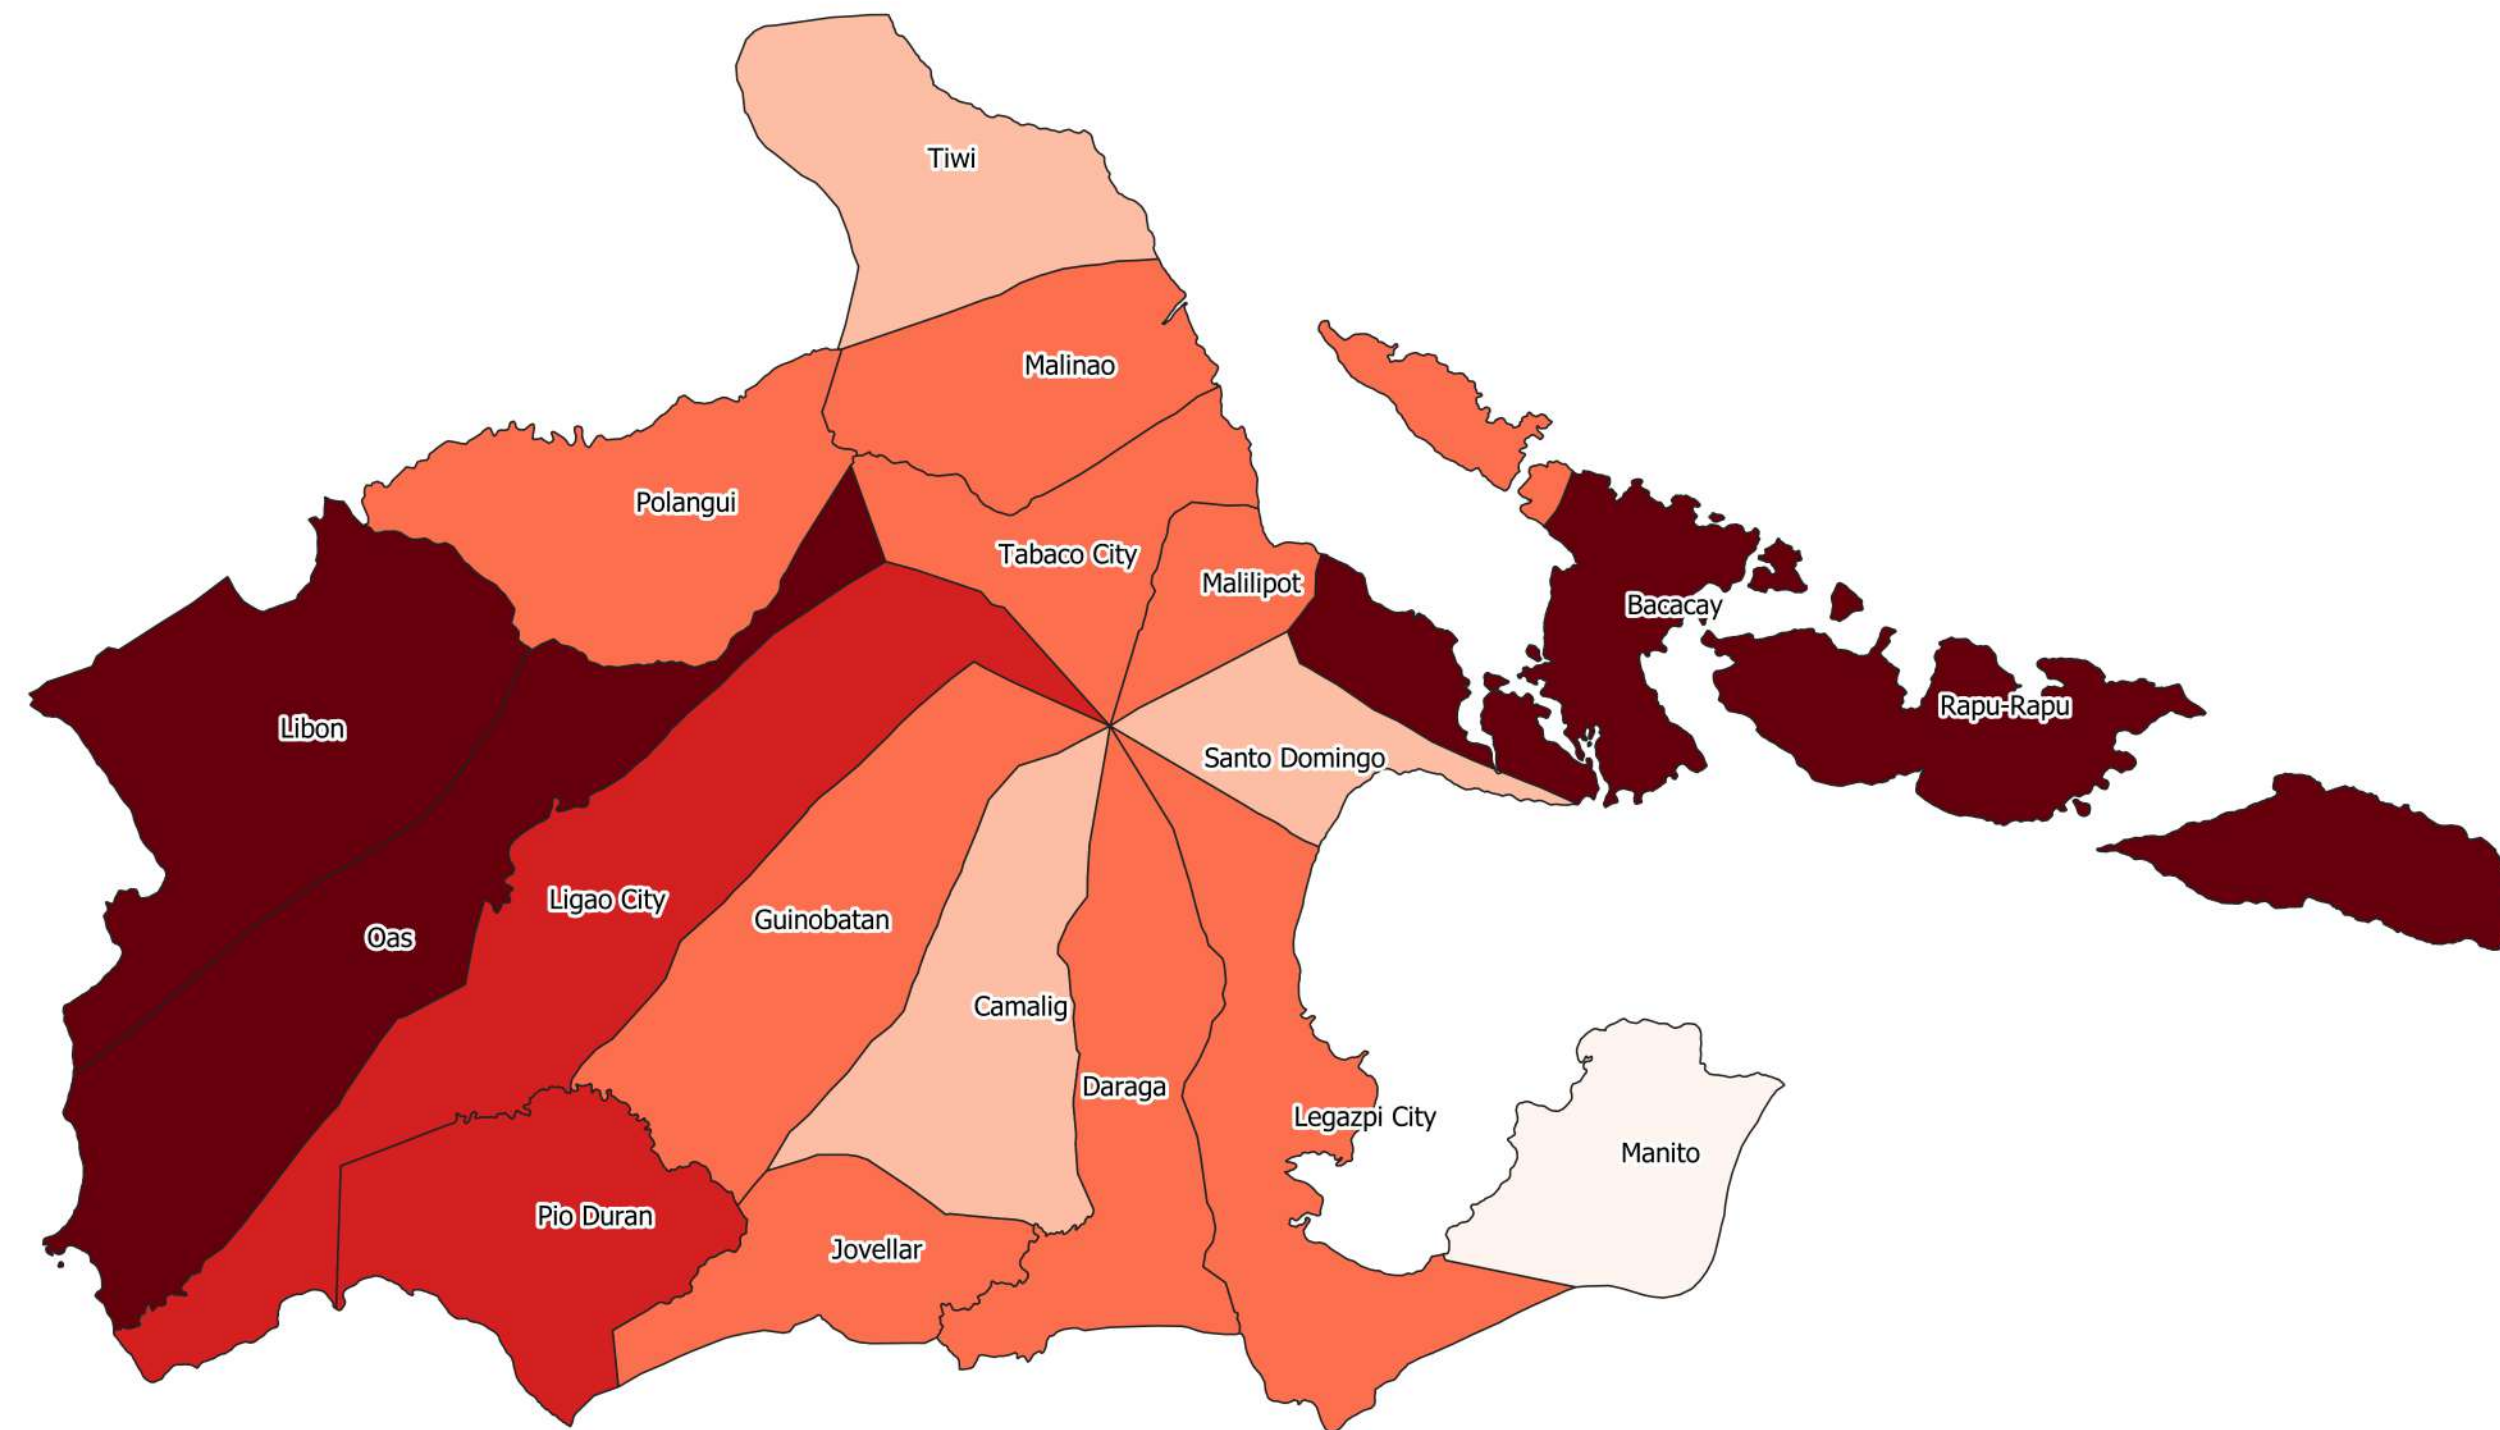 Tiwi
Malinao
Polangui
Tabaco City
Malilipot
Bacacay
Rapu-Rapu
Libon
Santo Domingo
Ligao City
Guinobatan
Oas
Camalig
Daraga
Legazpi City
Manito
Pio Duran
Jovellar